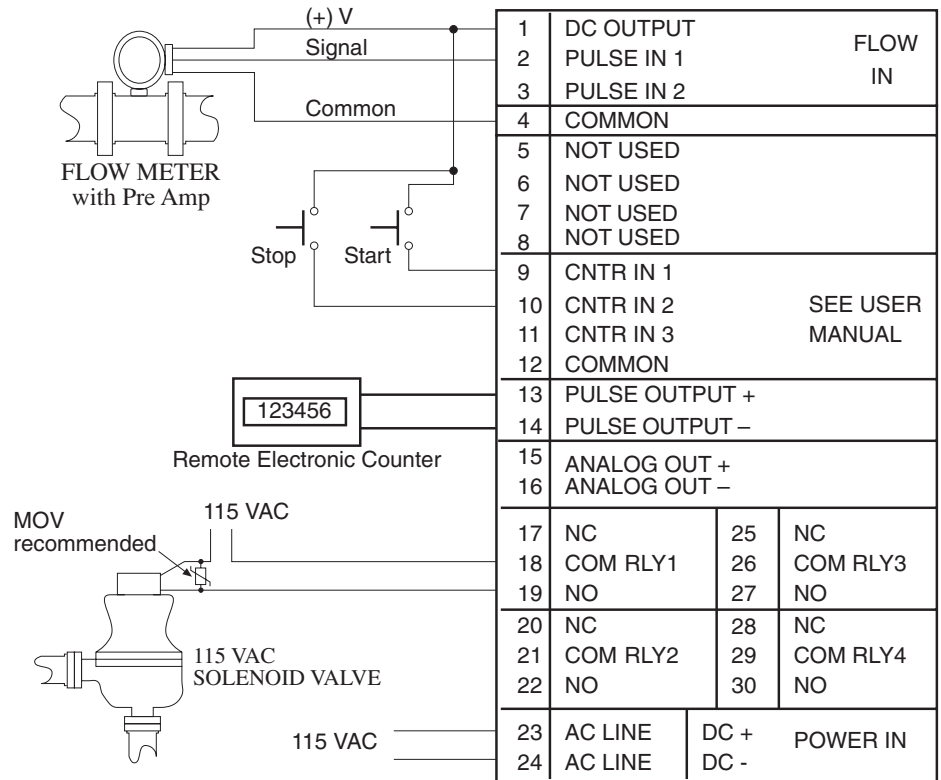 (+) V
Signal
Common
FLOW METER
with Pre Amp
Stop
Start
123456
Remote Electronic Counter
115 VAC
MOV
recommended
115 VAC
SOLENOID VALVE
115 VAC
1 DC OUTPUT
2 PULSE IN 1
3 PULSE IN 2
FLOW
IN
4 COMMON
5 NOT USED
6 NOT USED
7 NOT USED
8 NOT USED
9 CNTR IN 1
10 CNTR IN 2
11 CNTR IN 3
12 COMMON
SEE USER
MANUAL
13 PULSE OUTPUT +
14 PULSE OUTPUT –
15 ANALOG OUT +
16 ANALOG OUT –
17 NC 25 NC
18 COM RLY1 26 COM RLY3
19 NO 27 NO
20 NC 28 NC
21 COM RLY2 29 COM RLY4
22 NO 30 NO
23 AC LINE DC +
24 AC LINE DC -
POWER IN